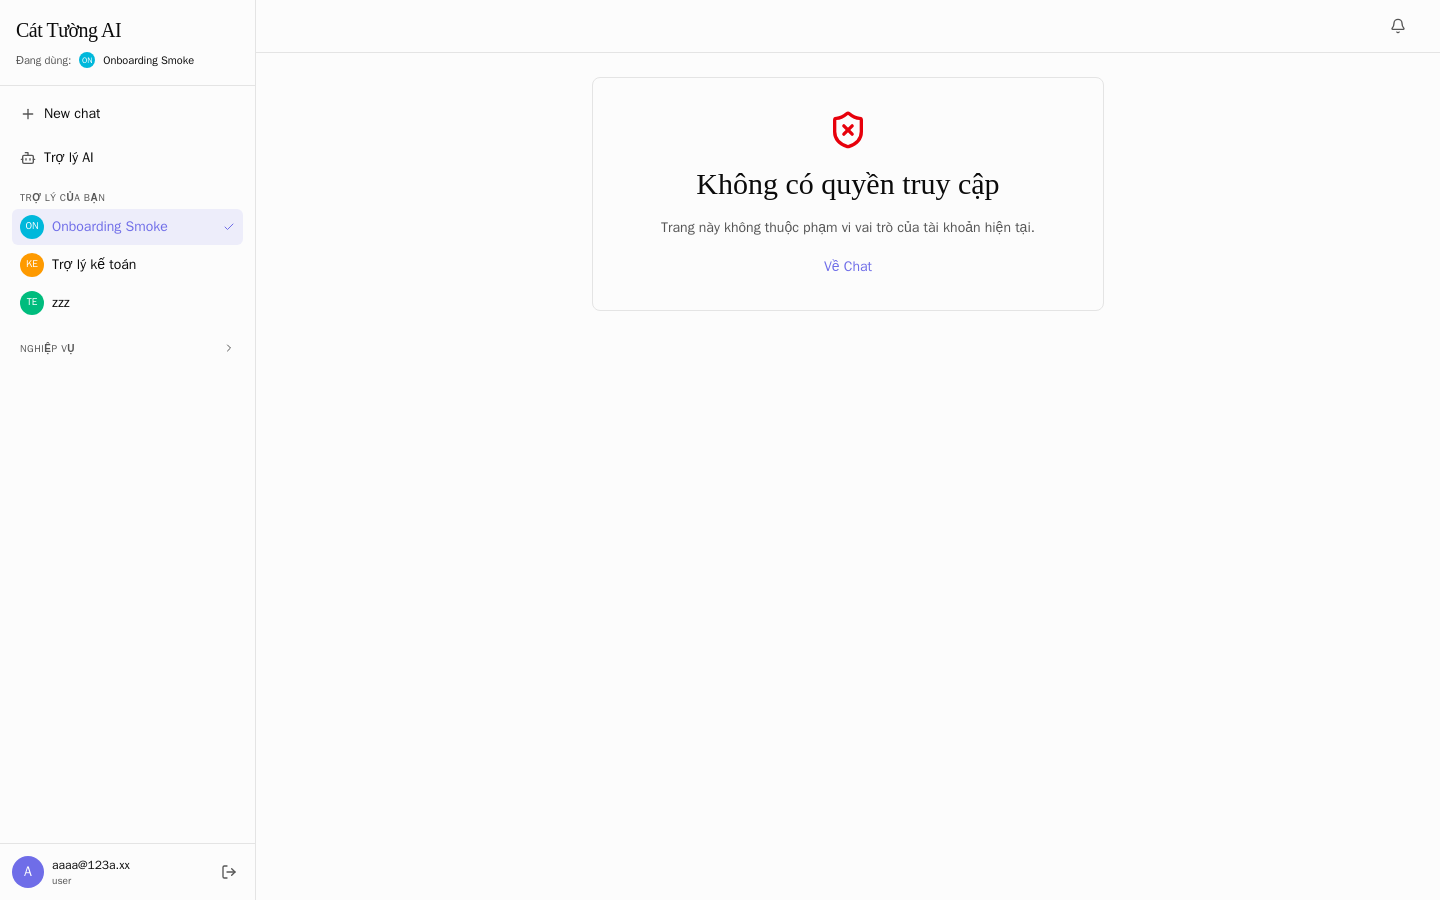 Cát Tường AI
Đang dùng: ON Onboarding Smoke
New chat
Trợ lý AI
TRỢ LÝ CỦA BẠN
ON Onboarding Smoke
KE Trợ lý kế toán
TE zzz
NGHIỆP VỤ
Không có quyền truy cập
Trang này không thuộc phạm vi vai trò của tài khoản hiện tại.
Về Chat
A aaaa@123a.xx
user